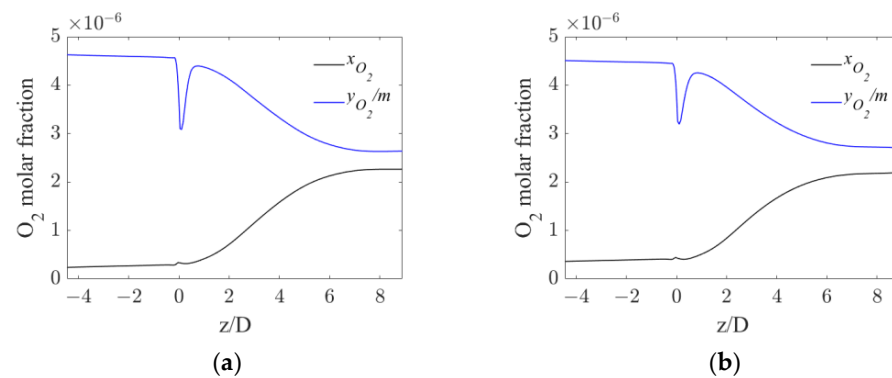 ×10⁻⁶
5
4
3
2
1
0
O₂ molar fraction
x_O₂
y_O₂/m
−4 −2 0 2 4 6 8
z/D
(a)
×10⁻⁶
5
4
3
2
1
0
O₂ molar fraction
x_O₂
y_O₂/m
−4 −2 0 2 4 6 8
z/D
(b)